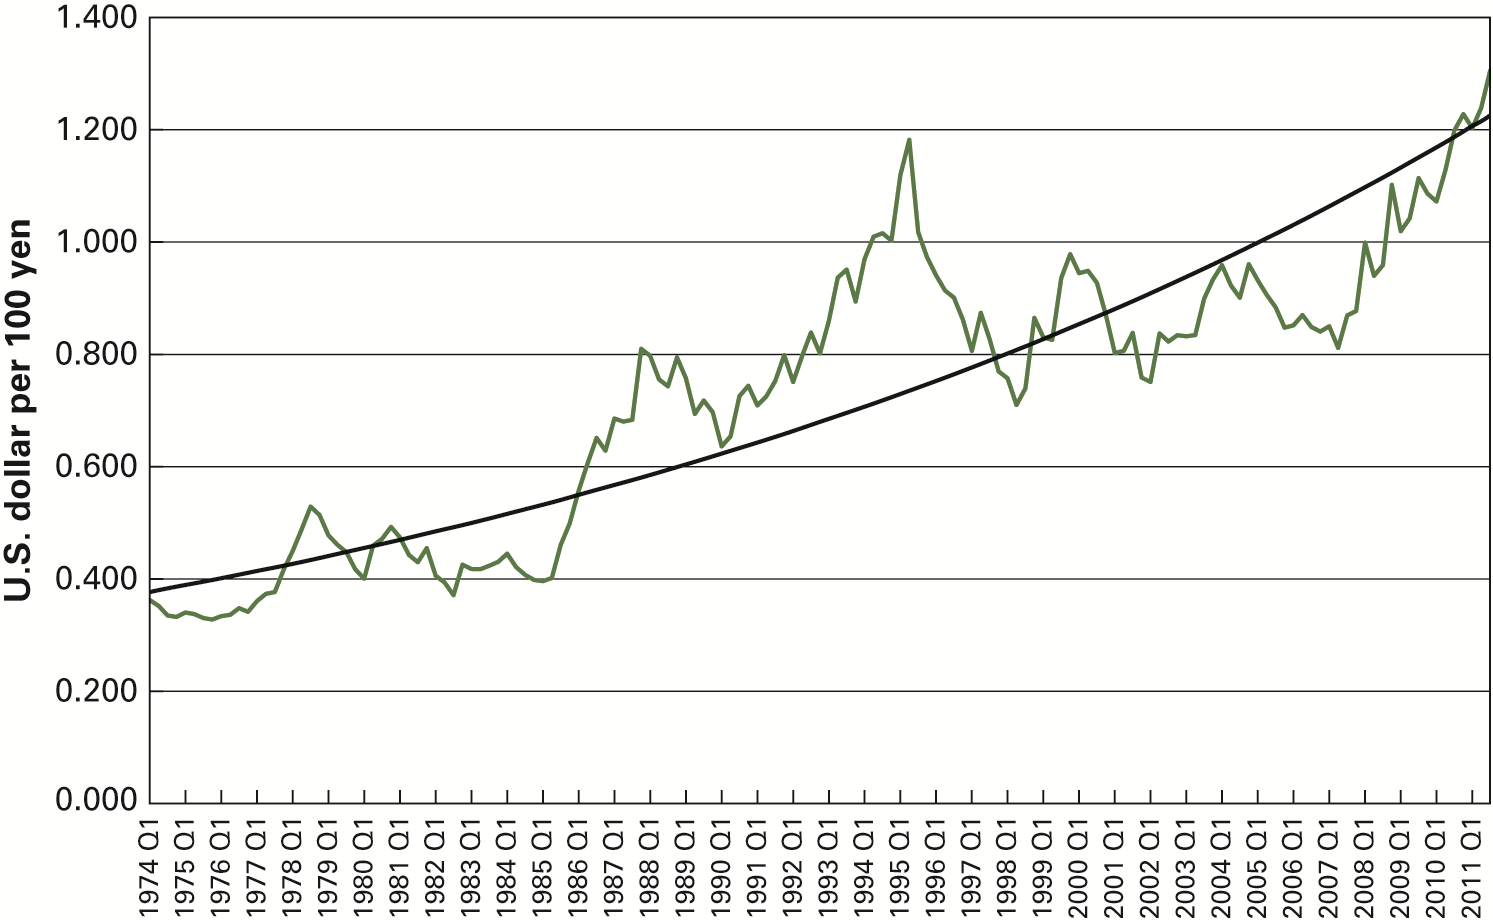 1.400
1.200
1.000
0.800
0.600
0.400
0.200
0.000
U.S. dollar per 100 yen
1974 Q1
1975 Q1
1976 Q1
1977 Q1
1978 Q1
1979 Q1
1980 Q1
1981 Q1
1982 Q1
1983 Q1
1984 Q1
1985 Q1
1986 Q1
1987 Q1
1988 Q1
1989 Q1
1990 Q1
1991 Q1
1992 Q1
1993 Q1
1994 Q1
1995 Q1
1996 Q1
1997 Q1
1998 Q1
1999 Q1
2000 Q1
2001 Q1
2002 Q1
2003 Q1
2004 Q1
2005 Q1
2006 Q1
2007 Q1
2008 Q1
2009 Q1
2010 Q1
2011 Q1